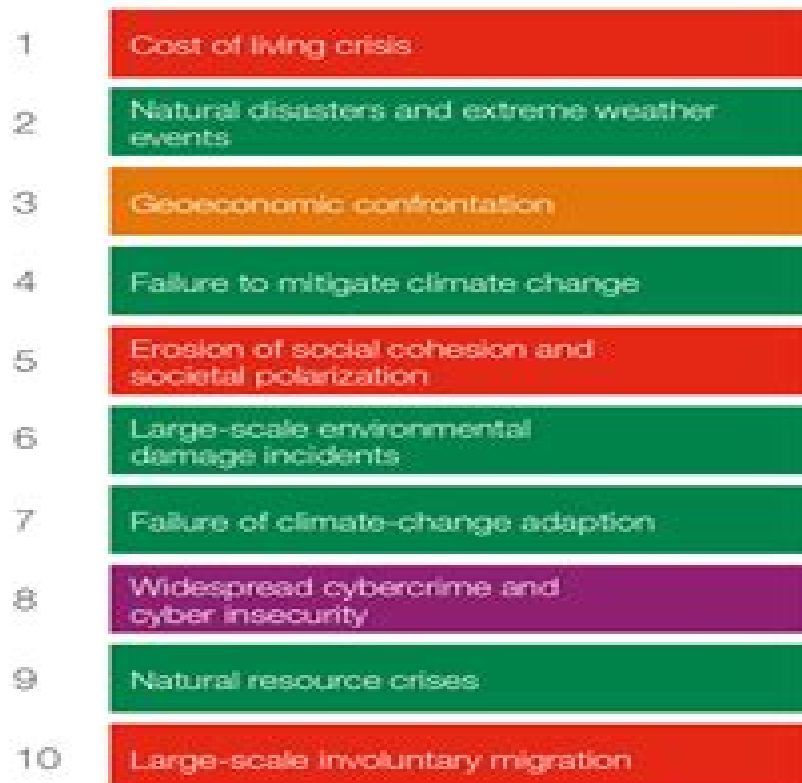 1 Cost of living crisis
2 Natural disasters and extreme weather
events
3 Geoeconomic confrontation
4 Failure to mitigate climate change
5 Erosion of social cohesion and
societal polarization
6 Large-scale environmental
damage incidents
7 Failure of climate-change adaption
8 Widespread cybercrime and
cyber insecurity
9 Natural resource crises
10 Large-scale involuntary migration